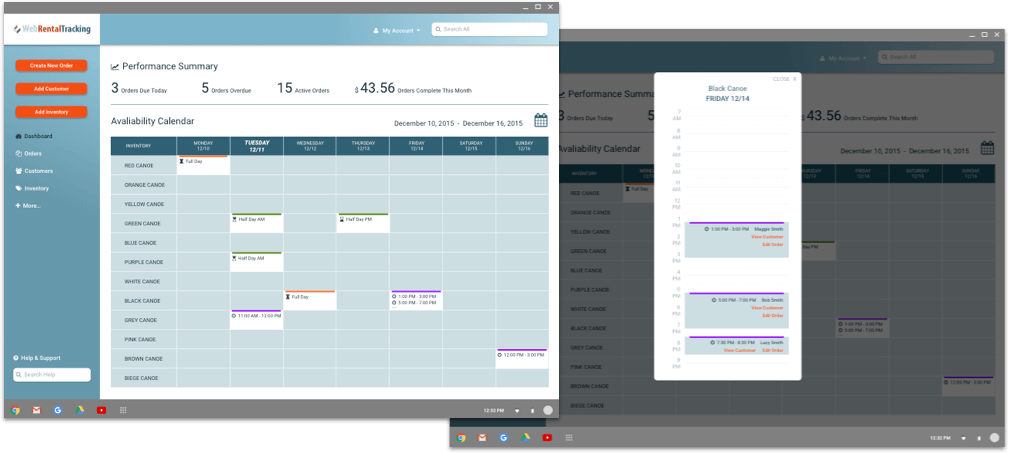 WebRentalTracking
My Account
Search All
Create New Order
Add Customer
Add Inventory
Dashboard
Orders
Customers
Inventory
More...
Help & Support
Search Help
Performance Summary
3 Orders Due Today
5 Orders Overdue
15 Active Orders
$ 43.56 Orders Complete This Month
Avaliability Calendar
December 10, 2015 - December 16, 2015
INVENTORY
MONDAY 12/10
TUESDAY 12/11
WEDNESDAY 12/12
THURSDAY 12/13
FRIDAY 12/14
SATURDAY 12/15
SUNDAY 12/16
RED CANOE
Full Day
ORANGE CANOE
YELLOW CANOE
GREEN CANOE
Half Day AM
Half Day PM
BLUE CANOE
PURPLE CANOE
Half Day AM
WHITE CANOE
BLACK CANOE
Full Day
1:00 PM - 3:00 PM
5:00 PM - 7:00 PM
GREY CANOE
11:00 AM - 12:00 PM
PINK CANOE
BROWN CANOE
12:00 PM - 3:00 PM
BIEGE CANOE
12:32 PM
My Account
Search All
Performance Summa
3 Orders Due Today
43.56 Orders Complete This Month
Avaliability Calendar
December 10, 2015 - December 16, 2015
INVENTORY
FRIDAY 12/14
SATURDAY 12/15
SUNDAY 12/16
RED CANOE
Full Day
ORANGE CANOE
YELLOW CANOE
GREEN CANOE
BLUE CANOE
PURPLE CANOE
WHITE CANOE
BLACK CANOE
1:00 PM - 3:00 PM
5:00 PM - 7:00 PM
GREY CANOE
PINK CANOE
BROWN CANOE
12:00 PM - 3:00 PM
BIEGE CANOE
CLOSE X
Black Canoe
FRIDAY 12/14
7 AM
8 AM
9 AM
10 AM
11 AM
12 PM
1 PM
2 PM
3 PM
4 PM
5 PM
6 PM
7 PM
8 PM
9 PM
1:00 PM - 3:00 PM Maggie Smith
View Customer
Edit Order
5:00 PM - 7:00 PM Bob Smith
View Customer
Edit Order
7:30 PM - 8:30 PM Lucy Smith
View Customer Edit Order
12:32 PM